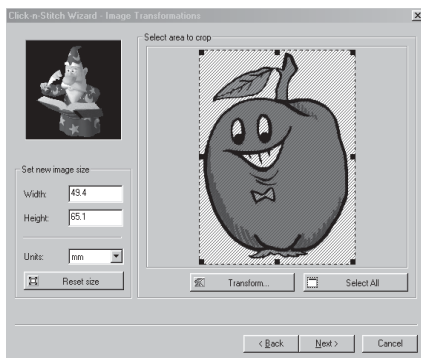 Click-n-Stitch Wizard - Image Transformations
Select area to crop
Set new image size
Width: 49.4
Height: 65.1
Units: mm
Reset size
Transform...
Select All
< Back
Next >
Cancel